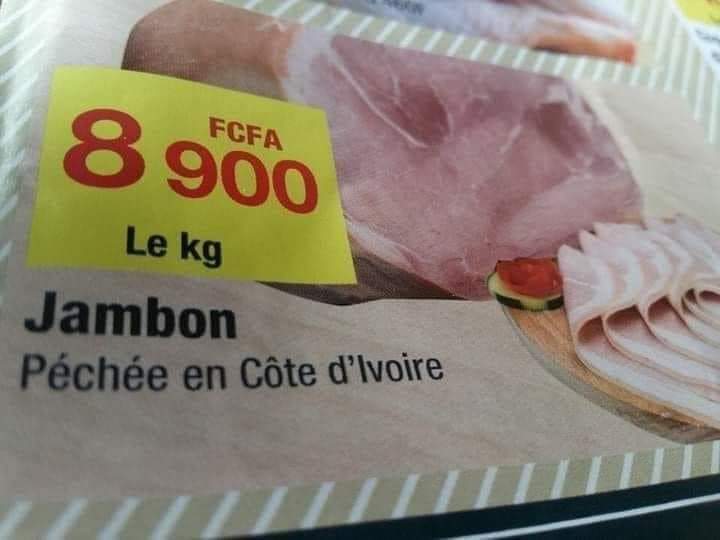 FCFA
8 900
Le kg
Jambon
Péchée en Côte d'Ivoire